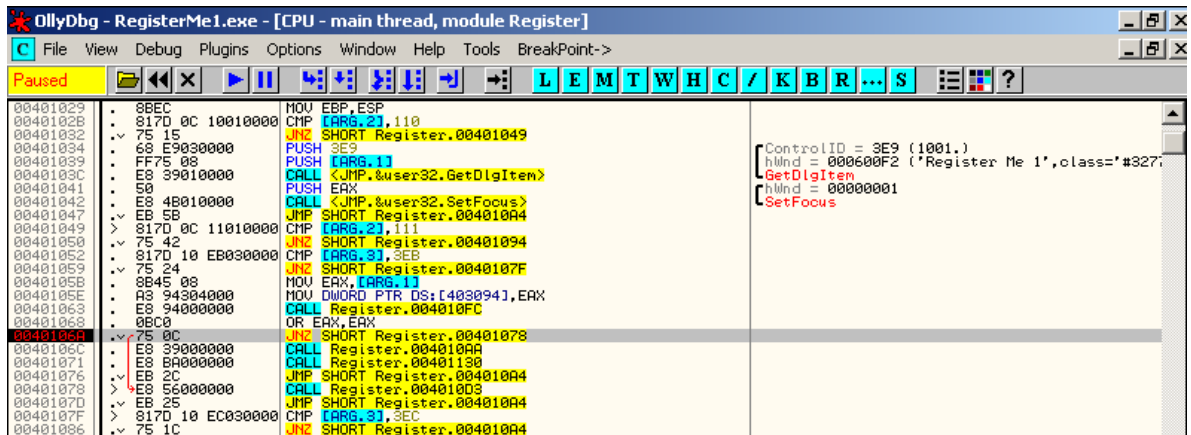 OllyDbg - RegisterMe1.exe - [CPU - main thread, module Register]
C File View Debug Plugins Options Window Help Tools BreakPoint->
Paused L E M T W H C / K B R ... S ?
00401029 . 8BEC MOV EBP,ESP
0040102B . 817D 0C 10010000 CMP [ARG.2],110
00401032 .v 75 15 JNZ SHORT Register.00401049
00401034 . 68 E9030000 PUSH 3E9 ControlID = 3E9 (1001.)
00401039 . FF75 08 PUSH [ARG.1] hWnd = 000600F2 ('Register Me 1',class='#3277
0040103C . E8 39010000 CALL <JMP.&user32.GetDlgItem> GetDlgItem
00401041 . 50 PUSH EAX hWnd = 00000001
00401042 . E8 4B010000 CALL <JMP.&user32.SetFocus> SetFocus
00401047 .v EB 5B JMP SHORT Register.004010A4
00401049 > 817D 0C 11010000 CMP [ARG.2],111
00401050 .v 75 42 JNZ SHORT Register.00401094
00401052 . 817D 10 EB030000 CMP [ARG.3],3EB
00401059 .v 75 24 JNZ SHORT Register.0040107F
0040105B . 8B45 08 MOV EAX,[ARG.1]
0040105E . A3 94304000 MOV DWORD PTR DS:[403094],EAX
00401063 . E8 94000000 CALL Register.004010FC
00401068 . 0BC0 OR EAX,EAX
0040106A .v 75 0C JNZ SHORT Register.00401078
0040106C . E8 39000000 CALL Register.004010AA
00401071 . E8 BA000000 CALL Register.00401130
00401076 .v EB 2C JMP SHORT Register.004010A4
00401078 > E8 56000000 CALL Register.004010D3
0040107D .v EB 25 JMP SHORT Register.004010A4
0040107F > 817D 10 EC030000 CMP [ARG.3],3EC
00401086 .v 75 1C JNZ SHORT Register.004010A4